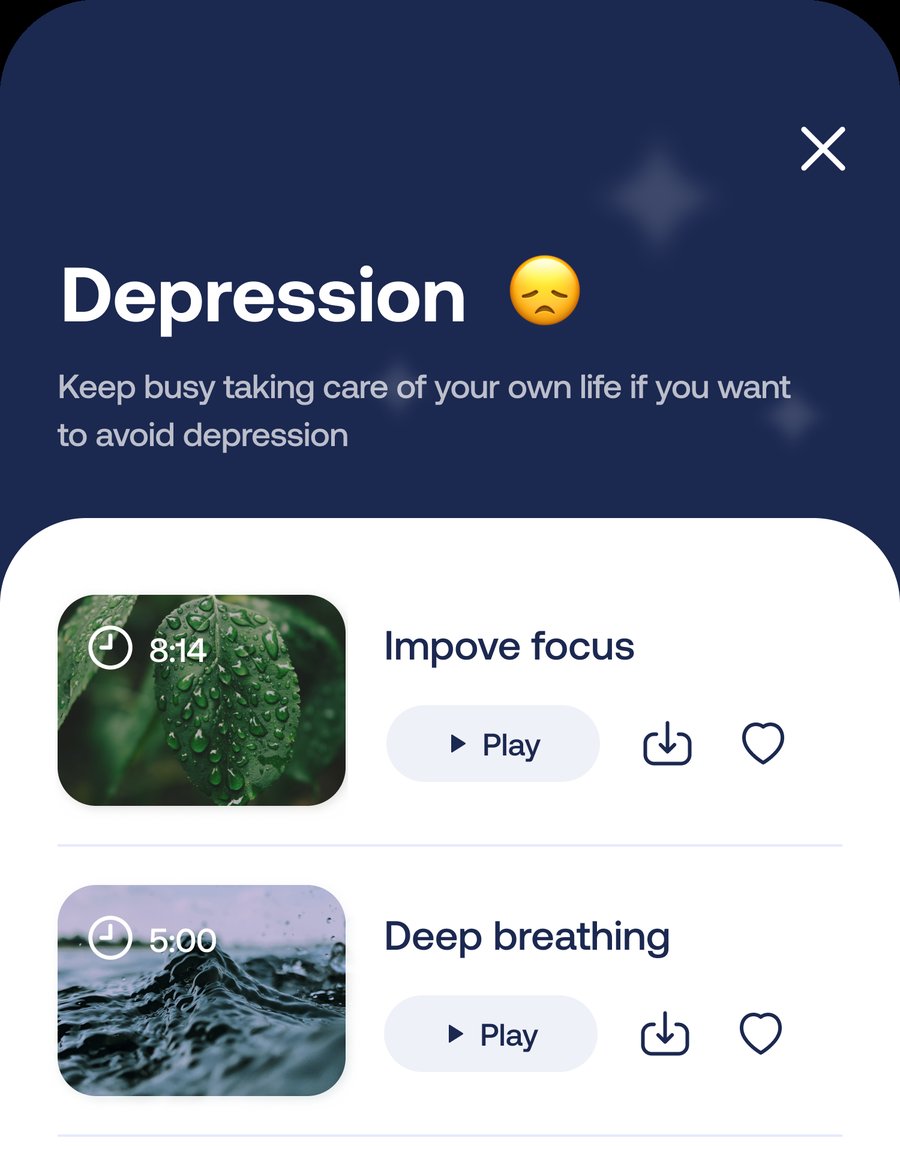 Depression 😞
Keep busy taking care of your own life if you want
to avoid depression
8:14
Impove focus
Play
5:00
Deep breathing
Play